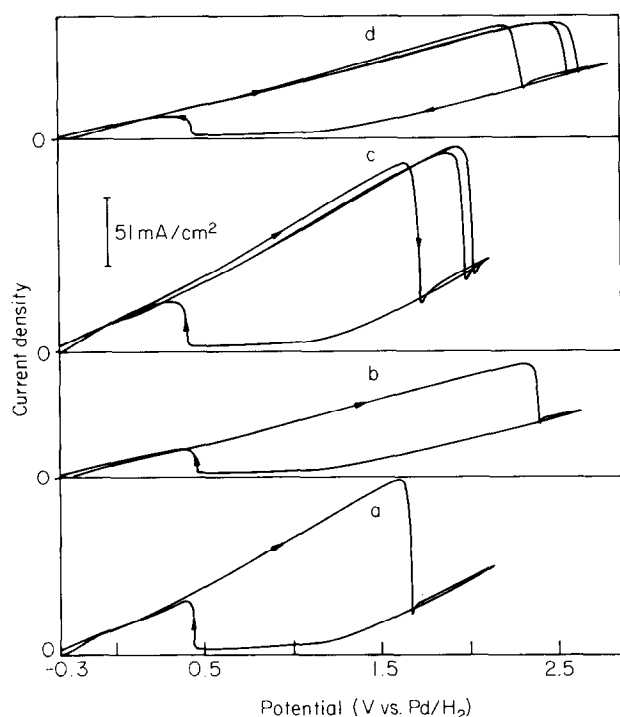 d
0
c
51 mA/cm²
Current density
0
b
0
a
0
-0.3 0.5 1.5 2.5
Potential (V vs. Pd/H₂)